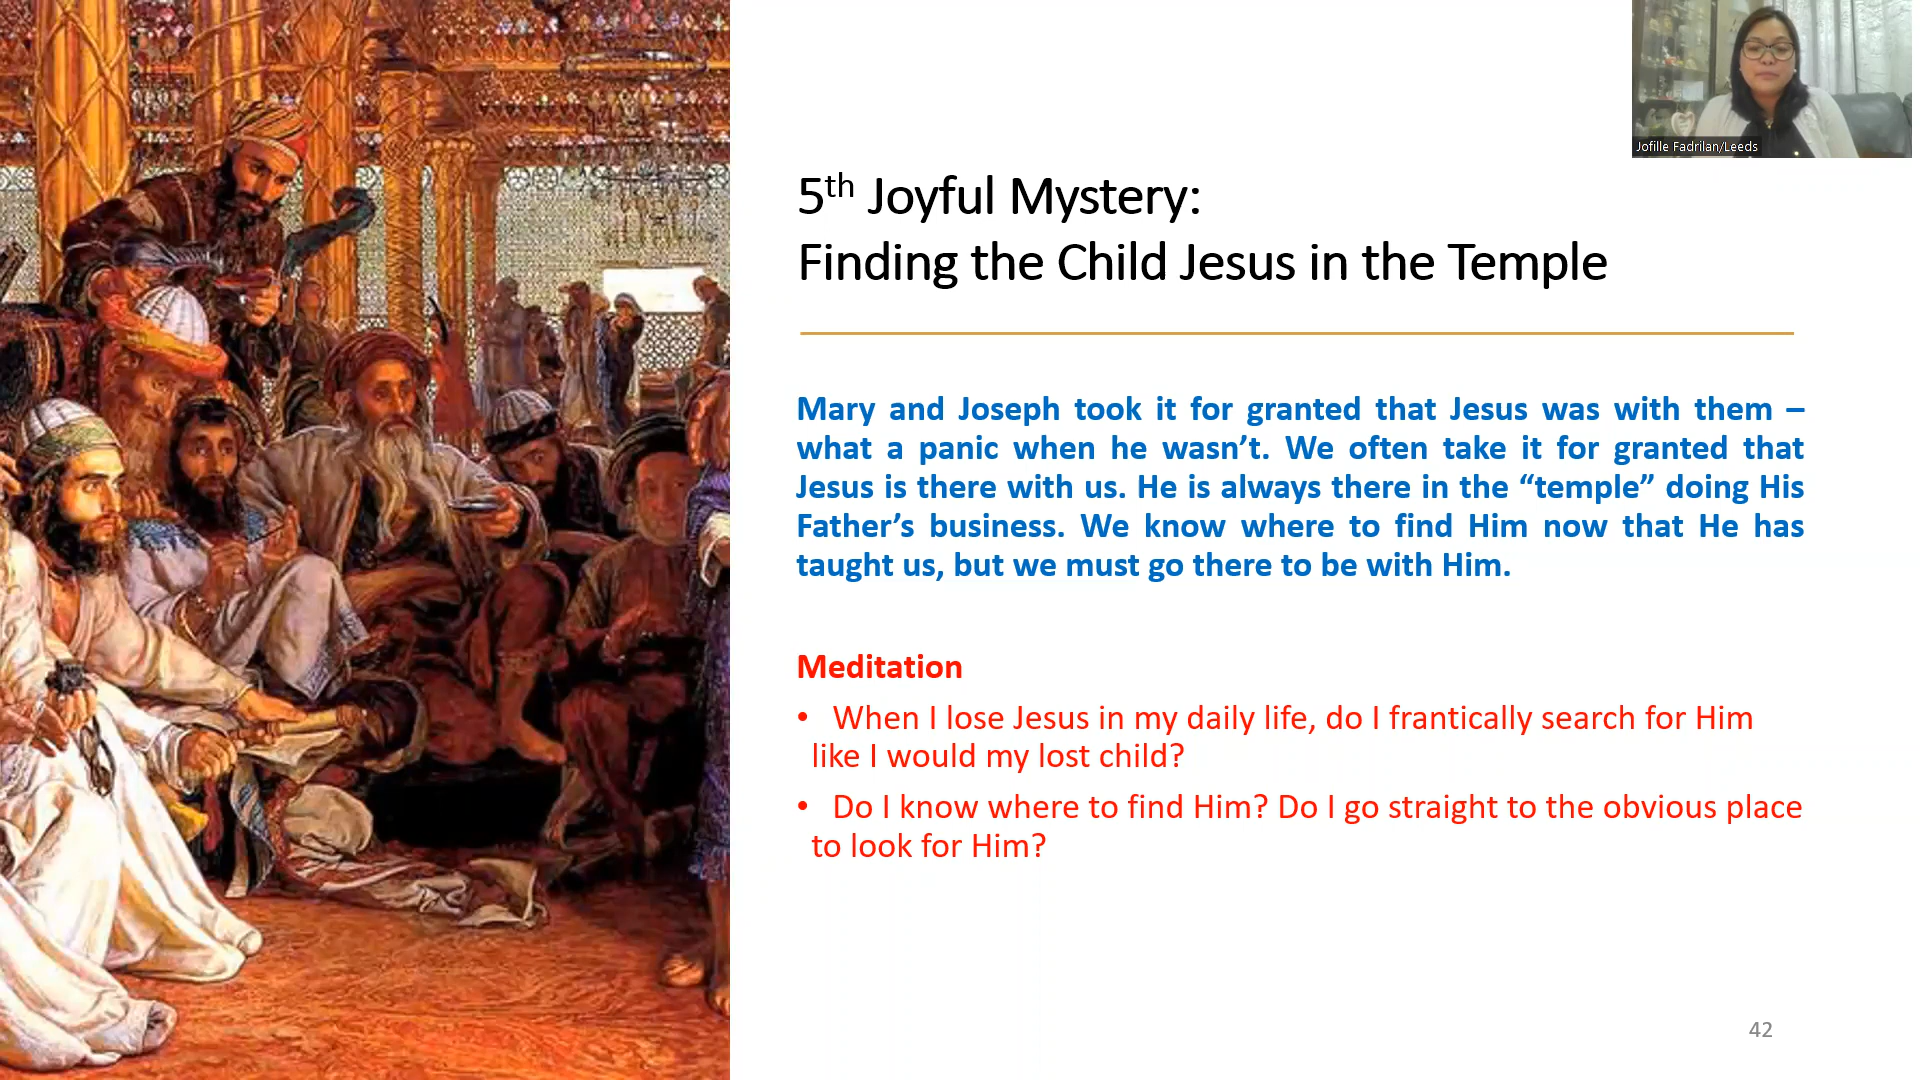 Jofille Fadrilan/Leeds
5th Joyful Mystery:
Finding the Child Jesus in the Temple
Mary and Joseph took it for granted that Jesus was with them –
what a panic when he wasn’t. We often take it for granted that
Jesus is there with us. He is always there in the “temple” doing His
Father’s business. We know where to find Him now that He has
taught us, but we must go there to be with Him.
Meditation
• When I lose Jesus in my daily life, do I frantically search for Him
like I would my lost child?
• Do I know where to find Him? Do I go straight to the obvious place
to look for Him?
42